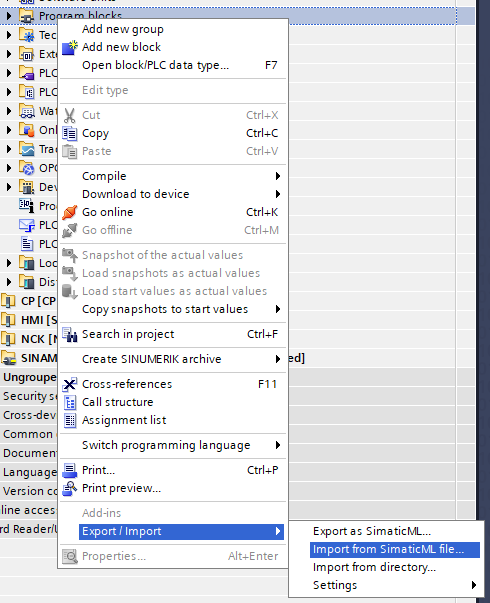 Program blocks
Add new group
Add new block
Open block/PLC data type... F7
Edit type
Cut Ctrl+X
Copy Ctrl+C
Paste Ctrl+V
Compile
Download to device
Go online Ctrl+K
Go offline Ctrl+M
Snapshot of the actual values
Load snapshots as actual values
Load start values as actual values
Copy snapshots to start values
Search in project Ctrl+F
Create SINUMERIK archive
Cross-references F11
Call structure
Assignment list
Switch programming language
Print... Ctrl+P
Print preview...
Add-ins
Export / Import
Properties... Alt+Enter
Export as SimaticML...
Import from SimaticML file...
Import from directory...
Settings
Tec
Exte
PLC
PLC
Wat
Onl
Trac
OPC
Dev
Pro
PLC
PLC
Loc
Dis
CP [CP
HMI [S
NCK [N
SINAM ed]
Ungroupe
Security se
Cross-dev
Common
Document
Language
Version co
line acces
rd Reader/U